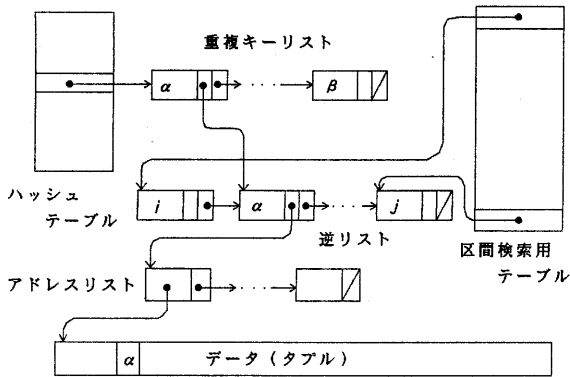 重複キーリスト
α
β
ハッシュ
テーブル
i
α
j
逆リスト
区間検索用
テーブル
アドレスリスト
α
データ(タプル)